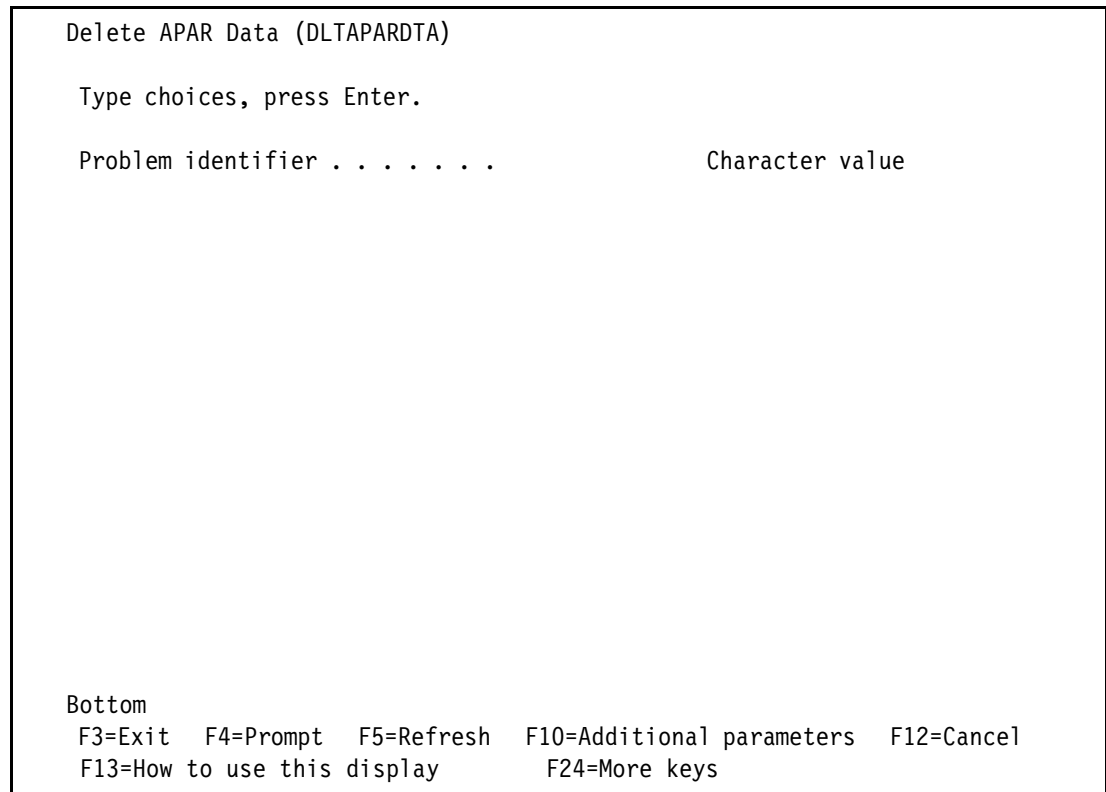 Delete APAR Data (DLTAPARDTA)
Type choices, press Enter.
Problem identifier . . . . . . . Character value
Bottom
F3=Exit F4=Prompt F5=Refresh F10=Additional parameters F12=Cancel
F13=How to use this display F24=More keys